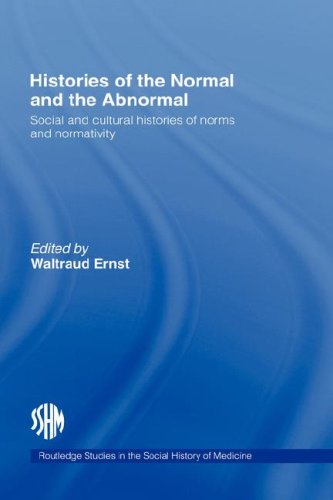 Histories of the Normal
and the Abnormal
Social and cultural histories of norms
and normativity
Edited by
Waltraud Ernst
SSHM
Routledge Studies in the Social History of Medicine